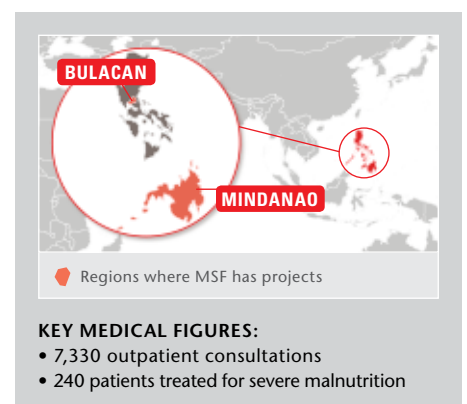 BULACAN
MINDANAO
Regions where MSF has projects
KEY MEDICAL FIGURES:
• 7,330 outpatient consultations
• 240 patients treated for severe malnutrition